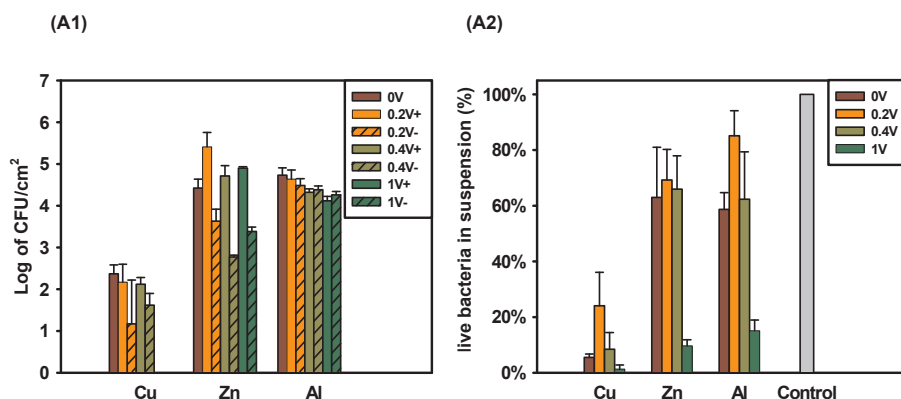 (A1)
Log of CFU/cm²
7
6
5
4
3
2
1
0
0V
0.2V+
0.2V-
0.4V+
0.4V-
1V+
1V-
Cu Zn Al
(A2)
live bacteria in suspension (%)
100%
80%
60%
40%
20%
0%
0V
0.2V
0.4V
1V
Cu Zn Al Control